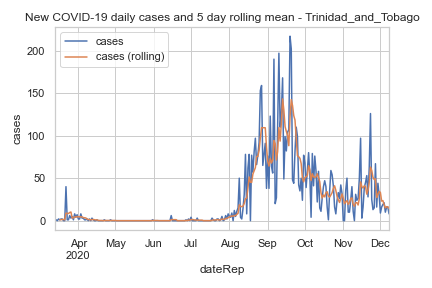 New COVID-19 daily cases and 5 day rolling mean - Trinidad_and_Tobago
cases
cases (rolling)
200
150
100
50
0
cases
Apr May Jun Jul Aug Sep Oct Nov Dec
2020
dateRep